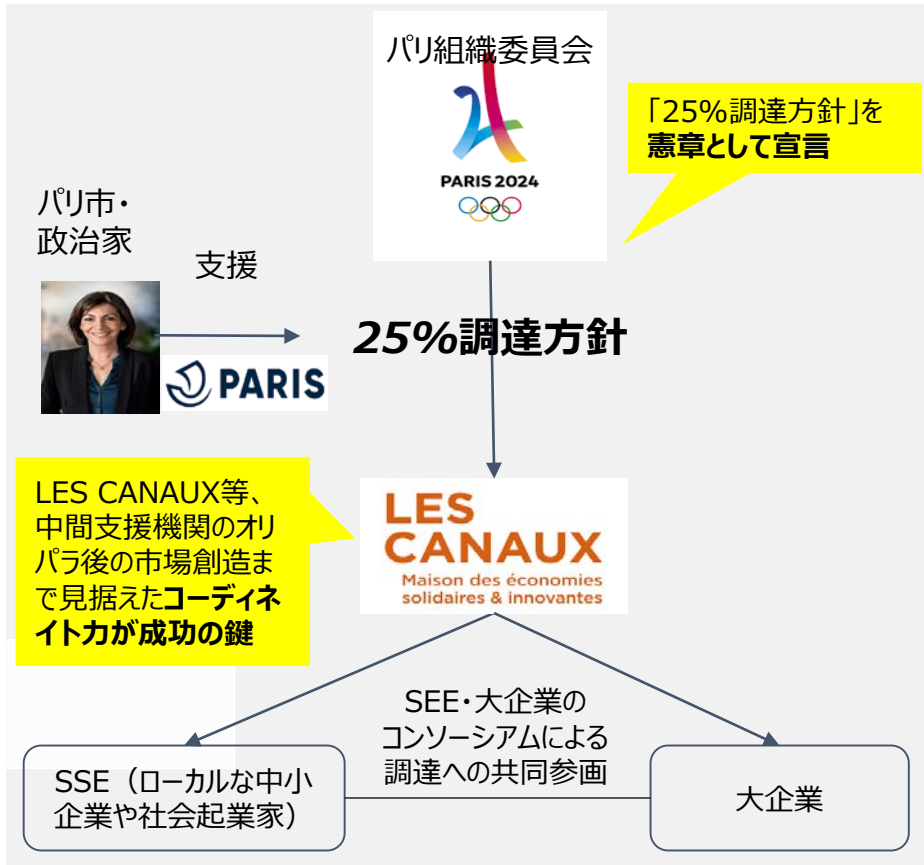 パリ組織委員会
PARIS 2024
「25%調達方針」を
憲章として宣言
パリ市・
政治家
支援
PARIS
25%調達方針
LES CANAUX等、
中間支援機関のオリ
パラ後の市場創造ま
で見据えたコーディネ
イト力が成功の鍵
LES
CANAUX
Maison des économies
solidaires & innovantes
SEE・大企業の
コンソーシアムによる
調達への共同参画
SSE（ローカルな中小
企業や社会起業家）
大企業